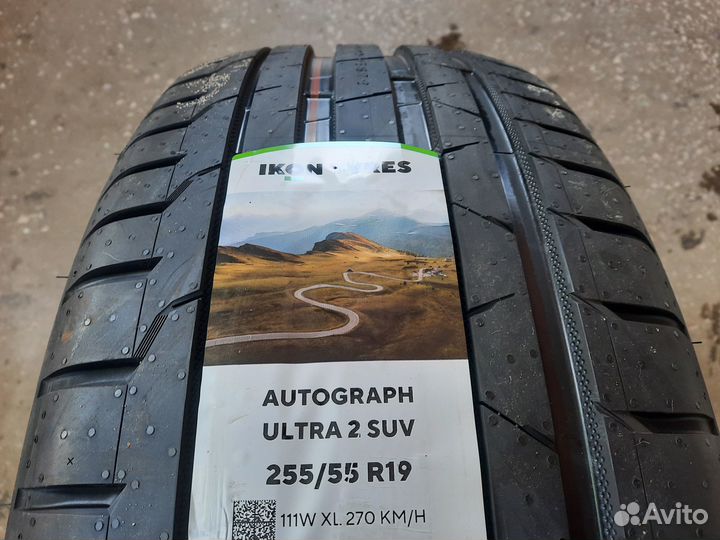 IKON
AUTOGRAPH
ULTRA 2 SUV
255/55 R19
111W XL 270 KM/H
Avito